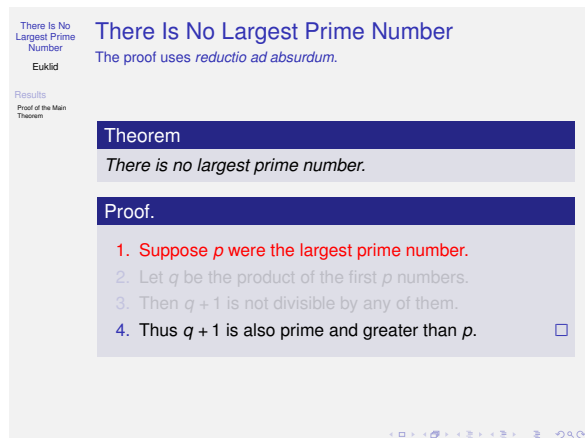 There Is No
Largest Prime
Number
Euklid
Results
Proof of the Main
Theorem
There Is No Largest Prime Number
The proof uses reductio ad absurdum.
Theorem
There is no largest prime number.
Proof.
1. Suppose p were the largest prime number.
2. Let q be the product of the first p numbers.
3. Then q + 1 is not divisible by any of them.
4. Thus q + 1 is also prime and greater than p. □